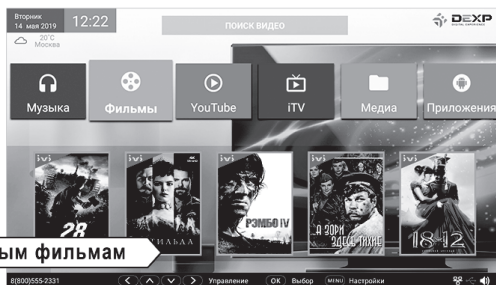 Вторник
14 мая 2019
12:22
ПОИСК ВИДЕО
DEXP
DIGITAL EXPERIENCE
20°C
Москва
Музыка
Фильмы
YouTube
iTV
Медиа
Приложения
ivi
ivi
ivi
ivi
ivi
28
РЭМБО IV
А ЗОРИ
ЗДЕСЬ ТИХИЕ
18-12
ым фильмам
8(800)555-2331
Управление
OK
Выбор
MENU
Настройки